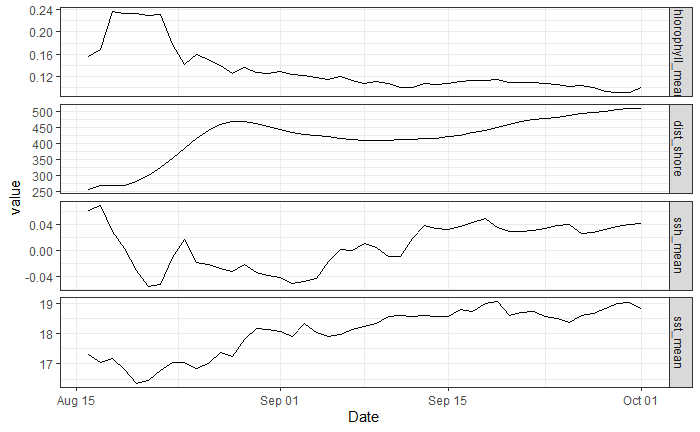 0.24
0.20
0.16
0.12
hlorophyll_mear
500
450
400
350
300
250
dist_shore
0.04
0.00
-0.04
ssh_mean
19
18
17
sst_mean
value
Aug 15
Sep 01
Sep 15
Oct 01
Date